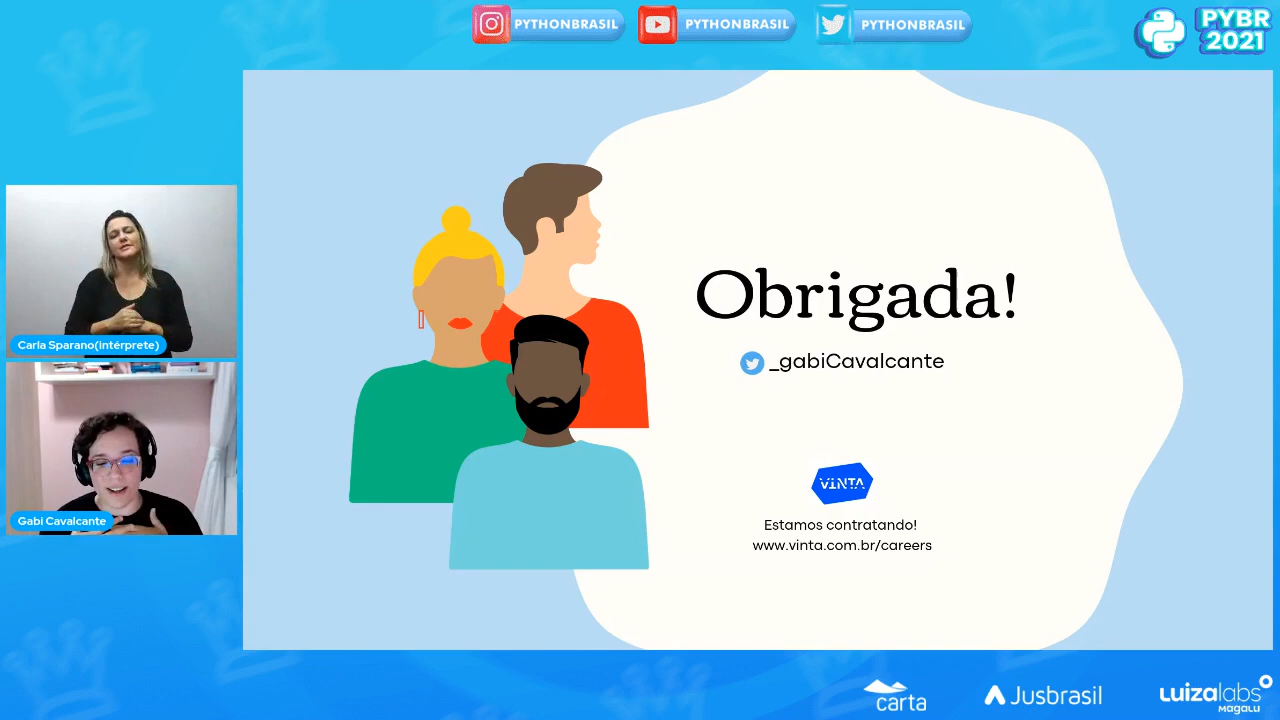 PYTHONBRASIL
PYTHONBRASIL
PYTHONBRASIL
PYBR
2021
Carla Sparano(intérprete)
Gabi Cavalcante
Obrigada!
_gabiCavalcante
VINTA
Estamos contratando!
www.vinta.com.br/careers
carta
Jusbrasil
Luizalabs
MAGALU